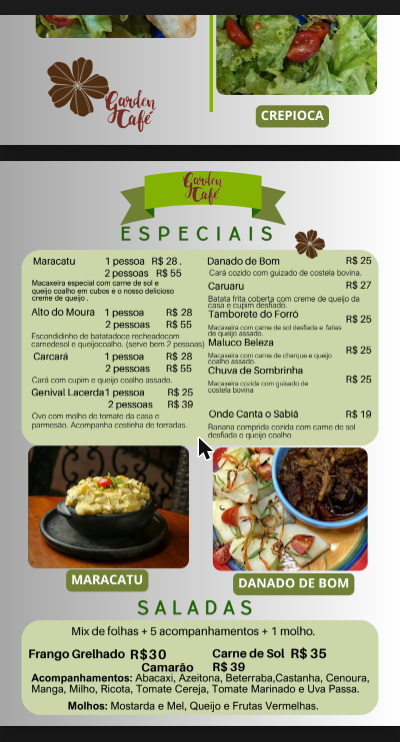 Garden
Café
CREPIOCA
Garden
Café
ESPECIAIS
Maracatu 1 pessoa R$ 28 .
2 pessoas R$ 55
Macaxeira especial com carne de sol e
queijo coalho em cubos e o nosso delicioso
creme de queijo .
Alto do Moura 1 pessoa R$ 28
2 pessoas R$ 55
Escondidinho de batatadoce recheadocom
carnedesol e queijocoalho. (serve bem 2 pessoas)
Carcará 1 pessoa R$ 28
2 pessoas R$ 55
Cará com cupim e queijo coalho assado.
Genival Lacerda 1 pessoa R$ 25
2 pessoas R$ 39
Ovo com molho de tomate da casa e
parmesão. Acompanha cestinha de torradas.
Danado de Bom R$ 25
Cará cozido com guizado de costela bovina.
Caruaru R$ 27
Batata frita coberta com creme de queijo da
casa e cupim desfiado.
Tamborete do Forró R$ 25
Macaxeira com carne de sol desfiada e fatias
de queijo assado.
Maluco Beleza R$ 25
Macaxeira com carne de charque e queijo
coalho assado.
Chuva de Sombrinha R$ 25
Macaxeira cozida com guisado de
costela bovina
Onde Canta o Sabiá R$ 19
Banana comprida cozida com carne de sol
desfiada e queijo coalho
MARACATU
DANADO DE BOM
SALADAS
Mix de folhas + 5 acompanhamentos + 1 molho.
Frango Grelhado R$30 Carne de Sol R$ 35
Camarão R$ 39
Acompanhamentos: Abacaxi, Azeitona, Beterraba,Castanha, Cenoura,
Manga, Milho, Ricota, Tomate Cereja, Tomate Marinado e Uva Passa.
Molhos: Mostarda e Mel, Queijo e Frutas Vermelhas.